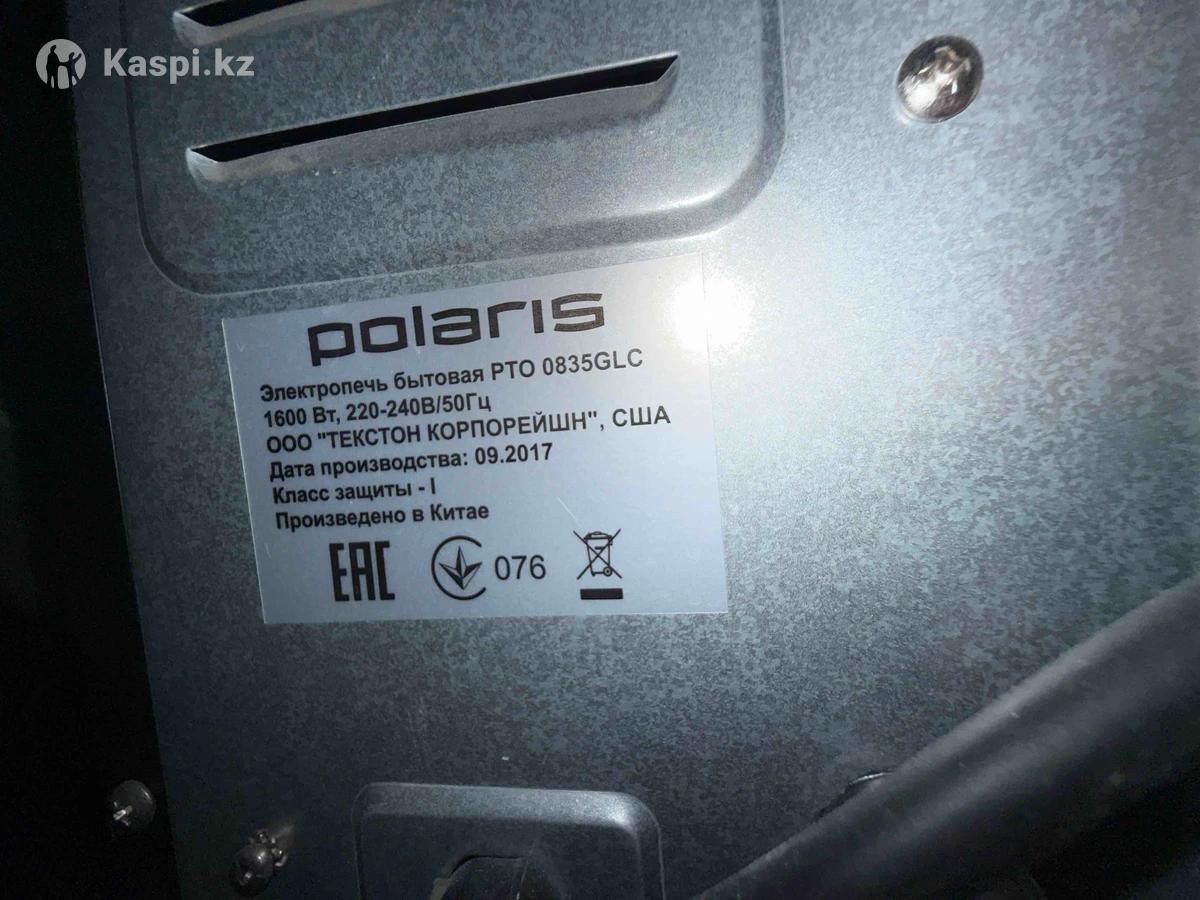 Kaspi.kz
polaris
Электропечь бытовая PTO 0835GLC
1600 Вт, 220-240В/50Гц
ООО "ТЕКСТОН КОРПОРЕЙШН", США
Дата производства: 09.2017
Класс защиты - I
Произведено в Китае
EAC 076